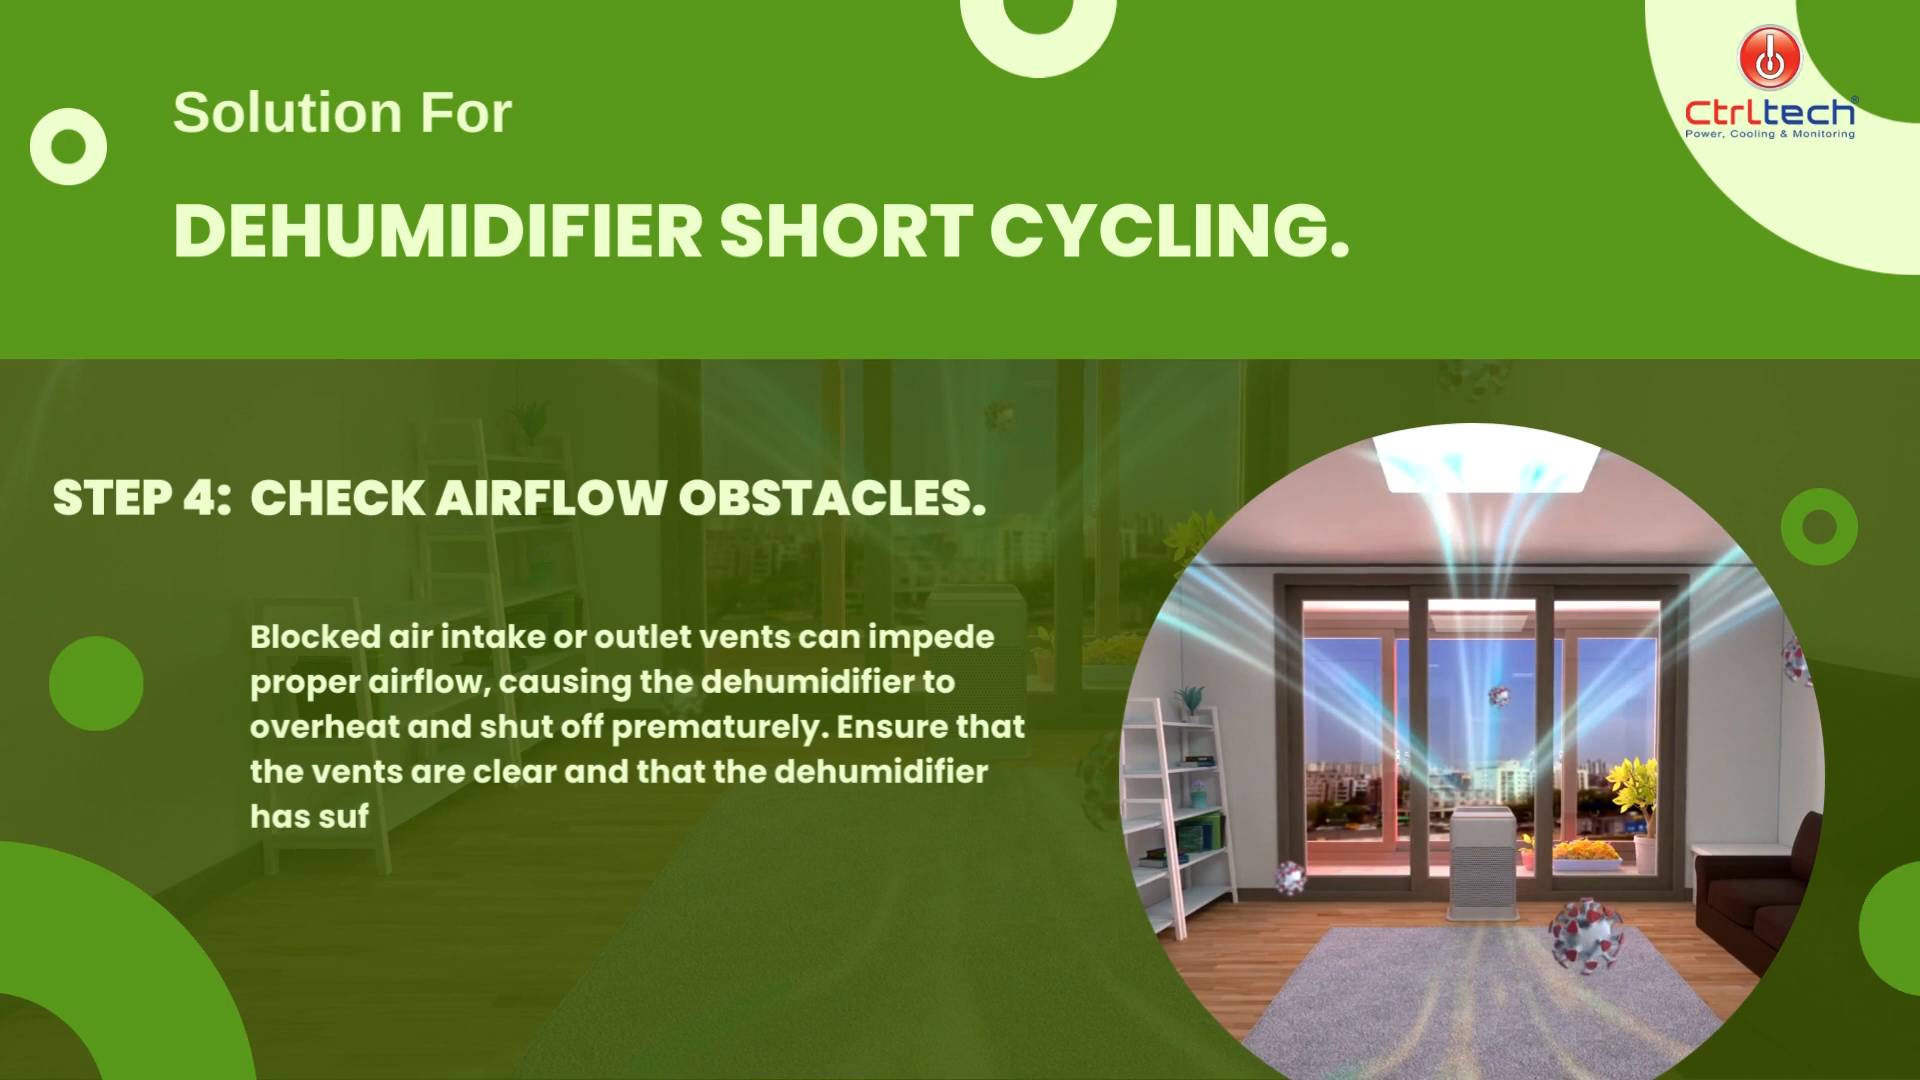 Solution For
Ctrltech®
Power, Cooling & Monitoring
DEHUMIDIFIER SHORT CYCLING.
STEP 4: CHECK AIRFLOW OBSTACLES.
Blocked air intake or outlet vents can impede
proper airflow, causing the dehumidifier to
overheat and shut off prematurely. Ensure that
the vents are clear and that the dehumidifier
has suf